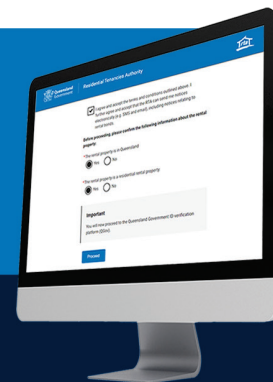 Queensland
Government
Residential Tenancies Authority
rta
I agree and accept the terms and conditions outlined above. I
further agree and accept that the RTA can send me notices
electronically (e.g. SMS and email), including notices relating to
rental bonds.
Before proceeding, please confirm the following information about the rental
property:
*The rental property is in Queensland
Yes No
*The rental property is a residential rental property
Yes No
Important
You will now proceed to the Queensland Government ID verification
platform (QGov).
Proceed